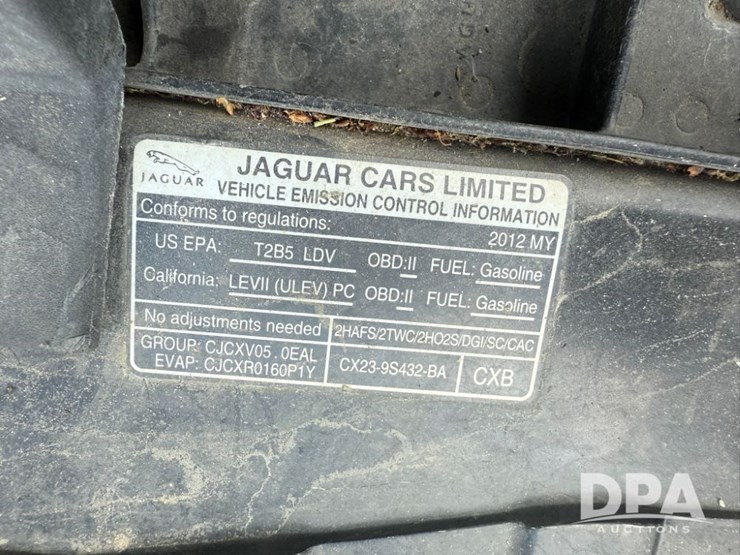 JAGUAR
JAGUAR CARS LIMITED
VEHICLE EMISSION CONTROL INFORMATION
Conforms to regulations: 2012 MY
US EPA: T2B5 LDV OBD:II FUEL: Gasoline
California: LEVII (ULEV) PC OBD:II FUEL: Gasoline
No adjustments needed 2HAFS/2TWC/2HO2S/DGI/SC/CAC
GROUP: CJCXV05.0EAL
EVAP: CJCXR0160P1Y
CX23-9S432-BA CXB
DPA
AUCTIONS